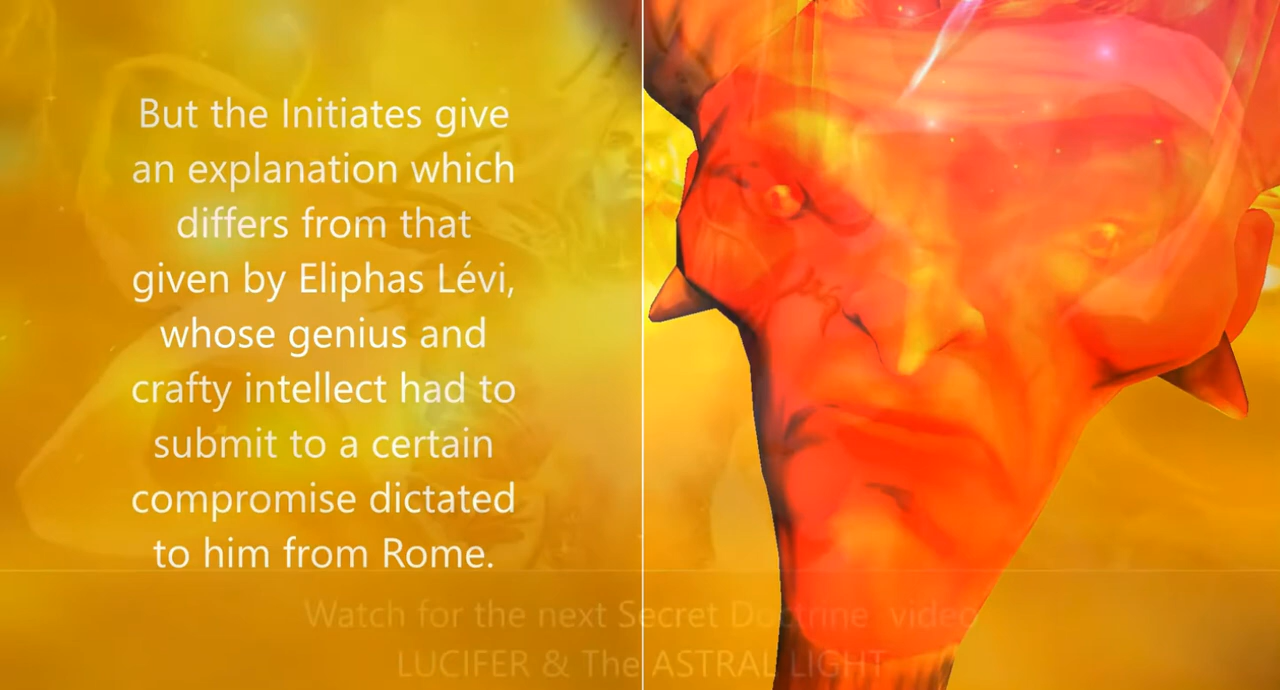 But the Initiates give
an explanation which
differs from that
given by Eliphas Lévi,
whose genius and
crafty intellect had to
submit to a certain
compromise dictated
to him from Rome.
Watch for the next Secret Doctrine video
LUCIFER & The ASTRAL LIGHT